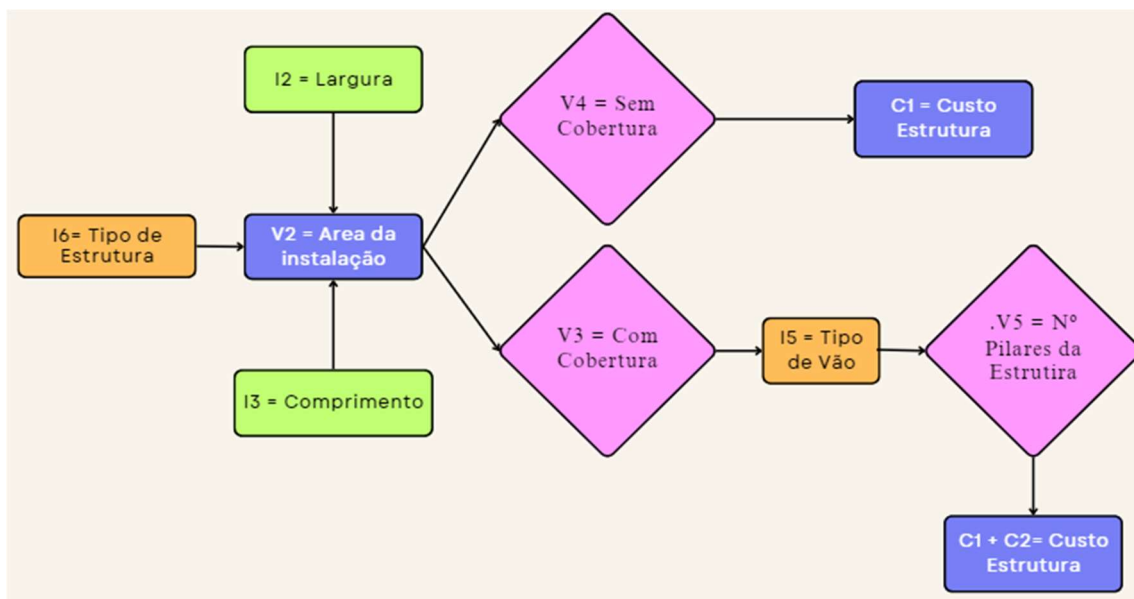 I2 = Largura
V4 = Sem
Cobertura
C1 = Custo
Estrutura
I6= Tipo de
Estrutura
V2 = Area da
instalação
V3 = Com
Cobertura
I5 = Tipo
de Vão
.V5 = Nº
Pilares da
Estrutira
I3 = Comprimento
C1 + C2= Custo
Estrutura